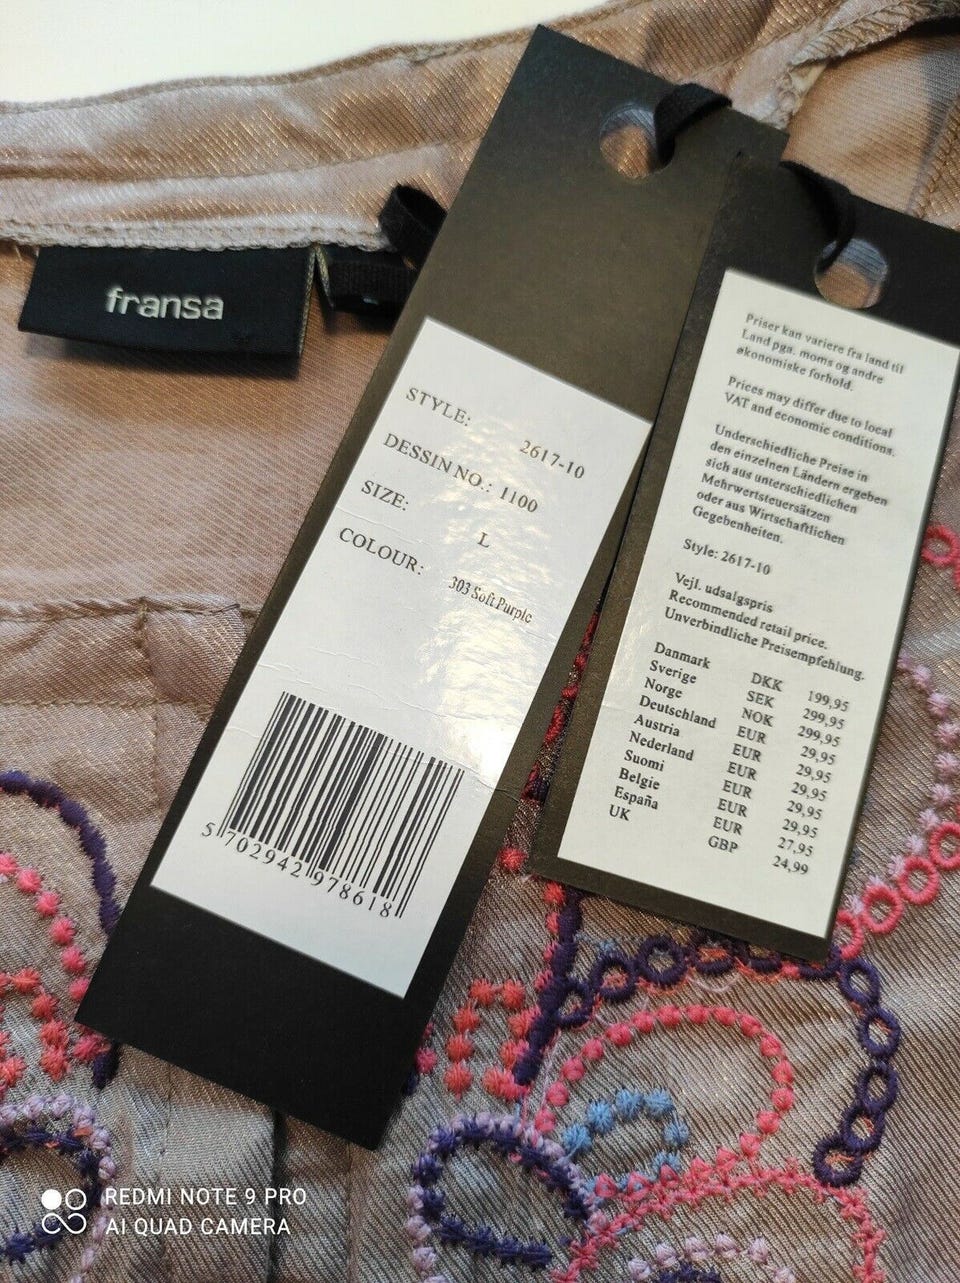 fransa
STYLE: 2617-10
DESSIN NO.: 1100
SIZE: L
COLOUR: 303 Soft Purple
5 702942 978618
Priser kan variere fra land til
Land pga. moms og andre
økonomiske forhold.
Prices may differ due to local
VAT and economic conditions.
Underschiedliche Preise in
den einzelnen Ländern ergeben
sich aus unterschiedlichen
Mehrwertsteuersätzen
oder aus Wirtschaftlichen
Gegebenheiten.
Style: 2617-10
Vejl. udsalgspris
Recommended retail price.
Unverbindliche Preisempfehlung.
Danmark DKK 199,95
Sverige SEK 299,95
Norge NOK 299,95
Deutschland EUR 29,95
Austria EUR 29,95
Nederland EUR 29,95
Suomi EUR 29,95
Belgie EUR 29,95
España EUR 27,95
UK GBP 24,99
REDMI NOTE 9 PRO
AI QUAD CAMERA